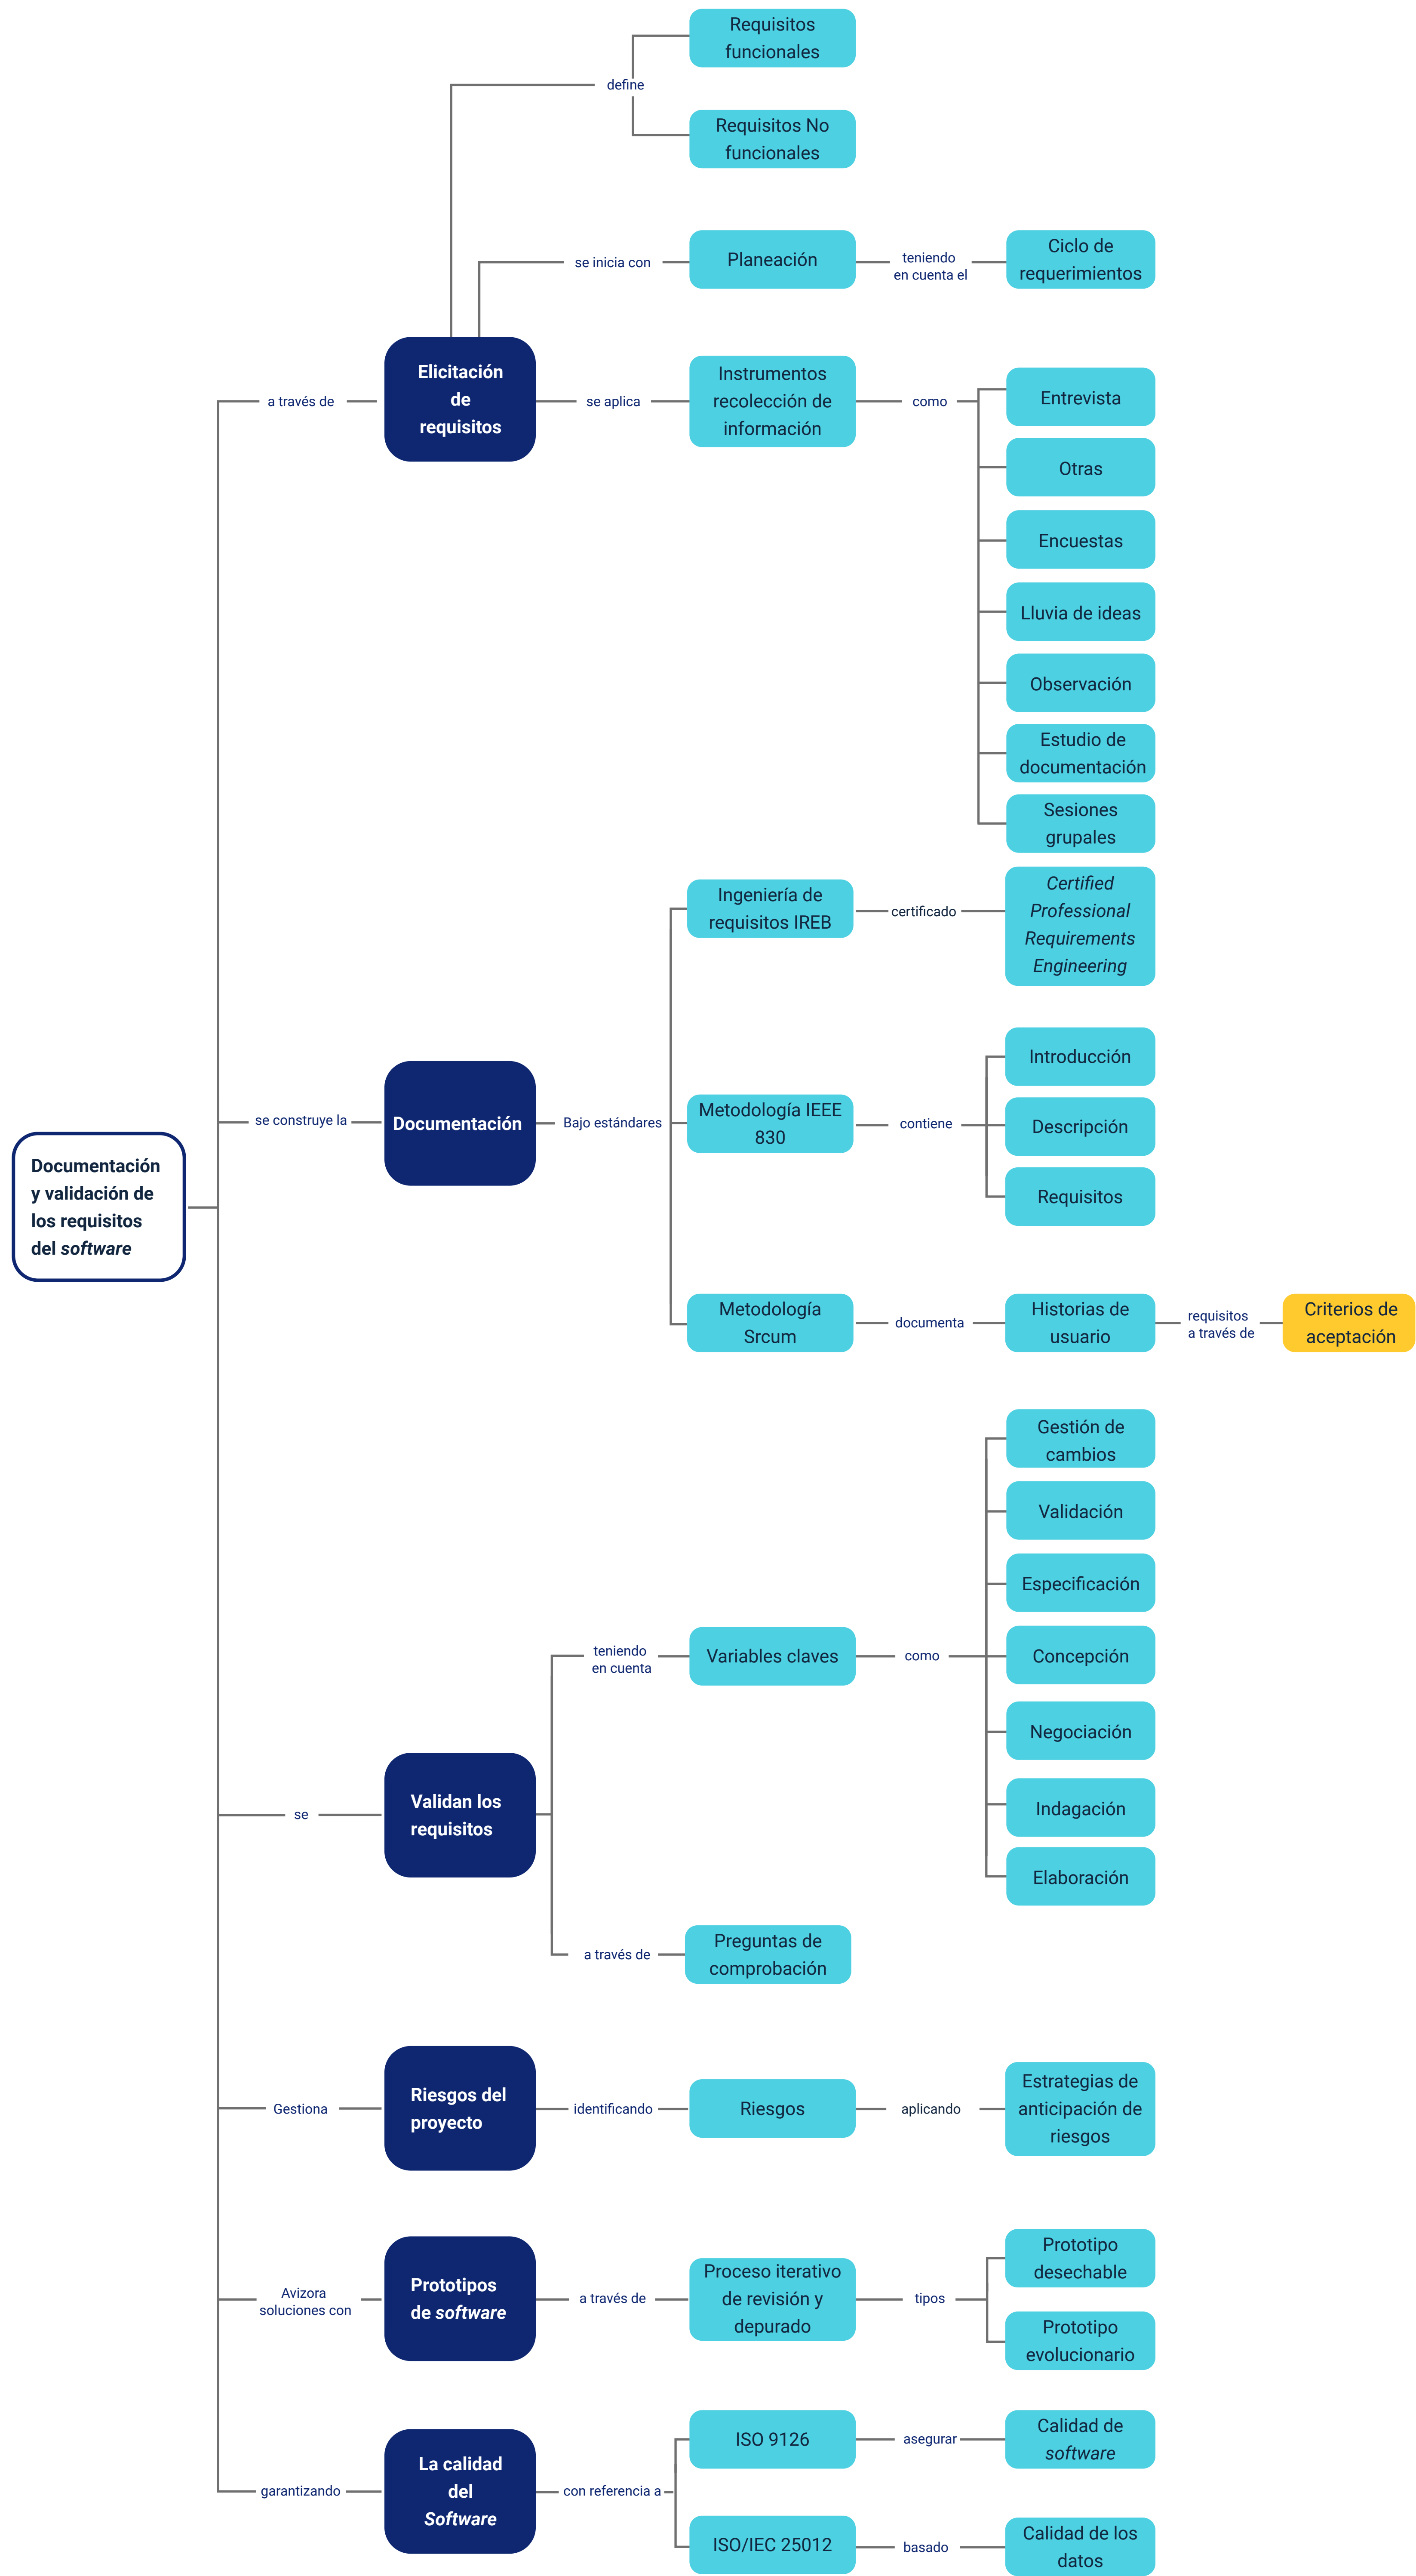 Requisitos
funcionales
define
Requisitos No
funcionales
se inicia con
Planeación
teniendo
en cuenta el
Ciclo de
requerimientos
a través de
Elicitación
de
requisitos
se aplica
Instrumentos
recolección de
información
como
Entrevista
Otras
Encuestas
Lluvia de ideas
Observación
Estudio de
documentación
Sesiones
grupales
Documentación
y validación de
los requisitos
del software
se construye la
Documentación
Bajo estándares
Ingeniería de
requisitos IREB
certificado
Certified
Professional
Requirements
Engineering
Metodología IEEE
830
contiene
Introducción
Descripción
Requisitos
Metodología
Srcum
documenta
Historias de
usuario
requisitos
a través de
Criterios de
aceptación
se
Validan los
requisitos
teniendo
en cuenta
Variables claves
como
Gestión de
cambios
Validación
Especificación
Concepción
Negociación
Indagación
Elaboración
a través de
Preguntas de
comprobación
Gestiona
Riesgos del
proyecto
identificando
Riesgos
aplicando
Estrategias de
anticipación de
riesgos
Avizora
soluciones con
Prototipos
de software
a través de
Proceso iterativo
de revisión y
depurado
tipos
Prototipo
desechable
Prototipo
evolucionario
garantizando
La calidad
del
Software
con referencia a
ISO 9126
asegurar
Calidad de
software
ISO/IEC 25012
basado
Calidad de los
datos